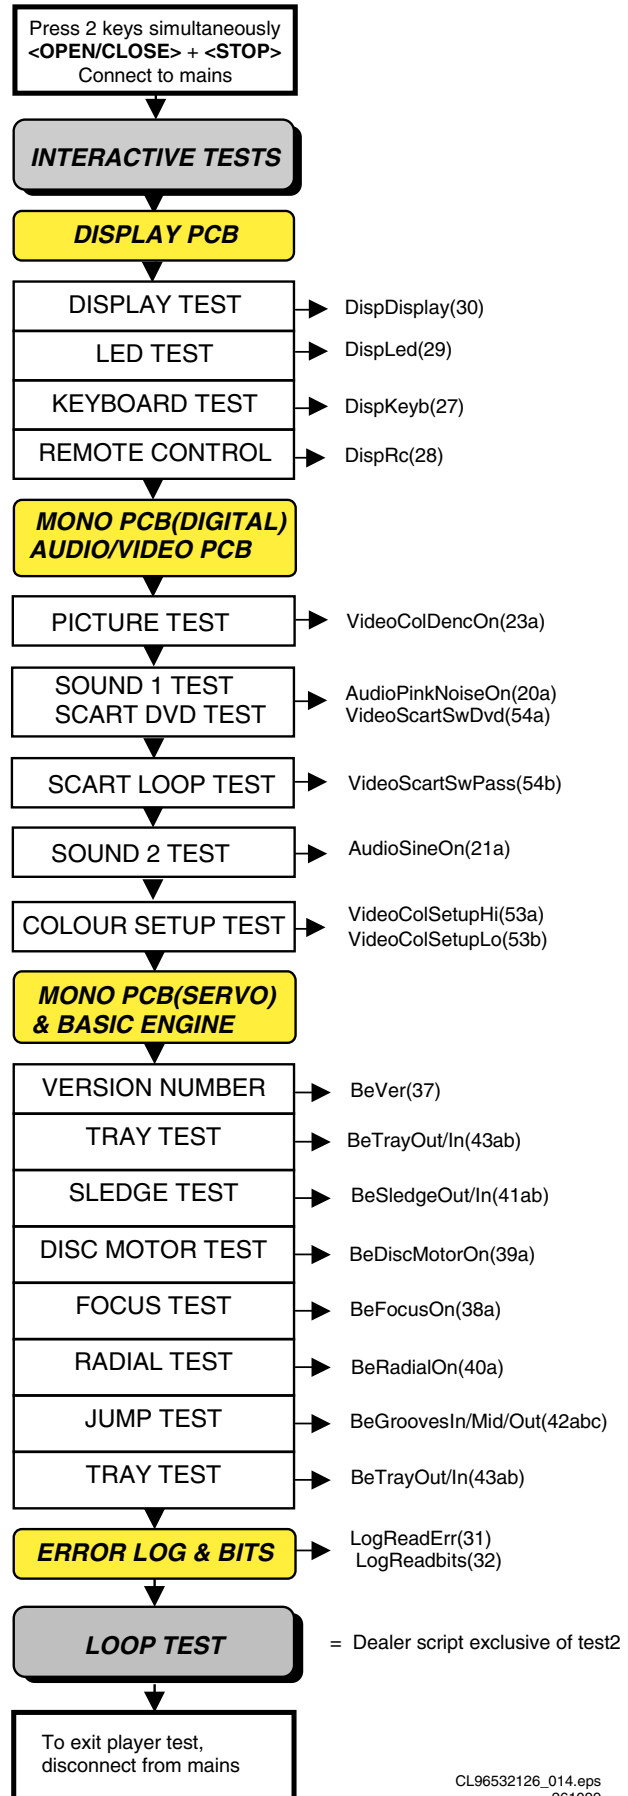 Press 2 keys simultaneously
<OPEN/CLOSE> + <STOP>
Connect to mains
INTERACTIVE TESTS
DISPLAY PCB
DISPLAY TEST
DispDisplay(30)
LED TEST
DispLed(29)
KEYBOARD TEST
DispKeyb(27)
REMOTE CONTROL
DispRc(28)
MONO PCB(DIGITAL)
AUDIO/VIDEO PCB
PICTURE TEST
VideoColDencOn(23a)
SOUND 1 TEST
SCART DVD TEST
AudioPinkNoiseOn(20a)
VideoScartSwDvd(54a)
SCART LOOP TEST
VideoScartSwPass(54b)
SOUND 2 TEST
AudioSineOn(21a)
COLOUR SETUP TEST
VideoColSetupHi(53a)
VideoColSetupLo(53b)
MONO PCB(SERVO)
& BASIC ENGINE
VERSION NUMBER
BeVer(37)
TRAY TEST
BeTrayOut/In(43ab)
SLEDGE TEST
BeSledgeOut/In(41ab)
DISC MOTOR TEST
BeDiscMotorOn(39a)
FOCUS TEST
BeFocusOn(38a)
RADIAL TEST
BeRadialOn(40a)
JUMP TEST
BeGroovesIn/Mid/Out(42abc)
TRAY TEST
BeTrayOut/In(43ab)
ERROR LOG & BITS
LogReadErr(31)
LogReadbits(32)
LOOP TEST
= Dealer script exclusive of test2
To exit player test,
disconnect from mains
CL96532126_014.eps